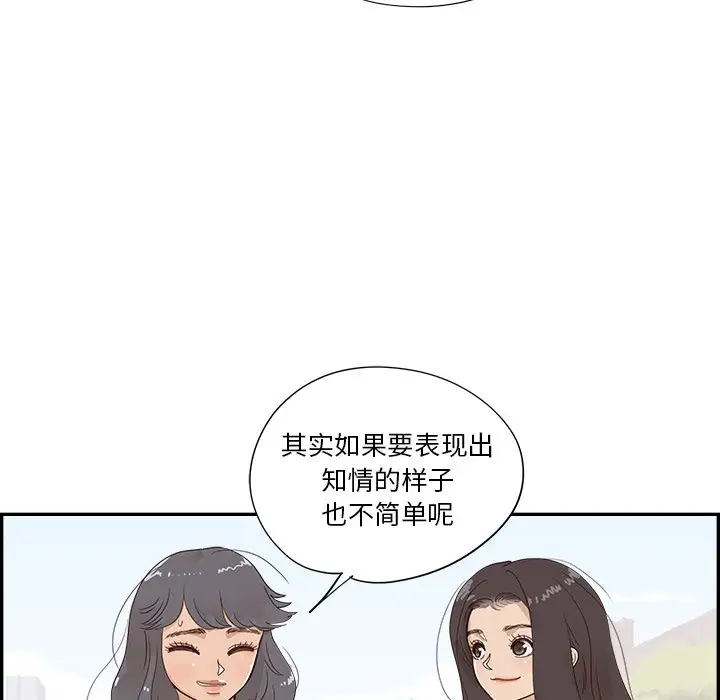 其实如果要表现出
知情的样子
也不简单呢